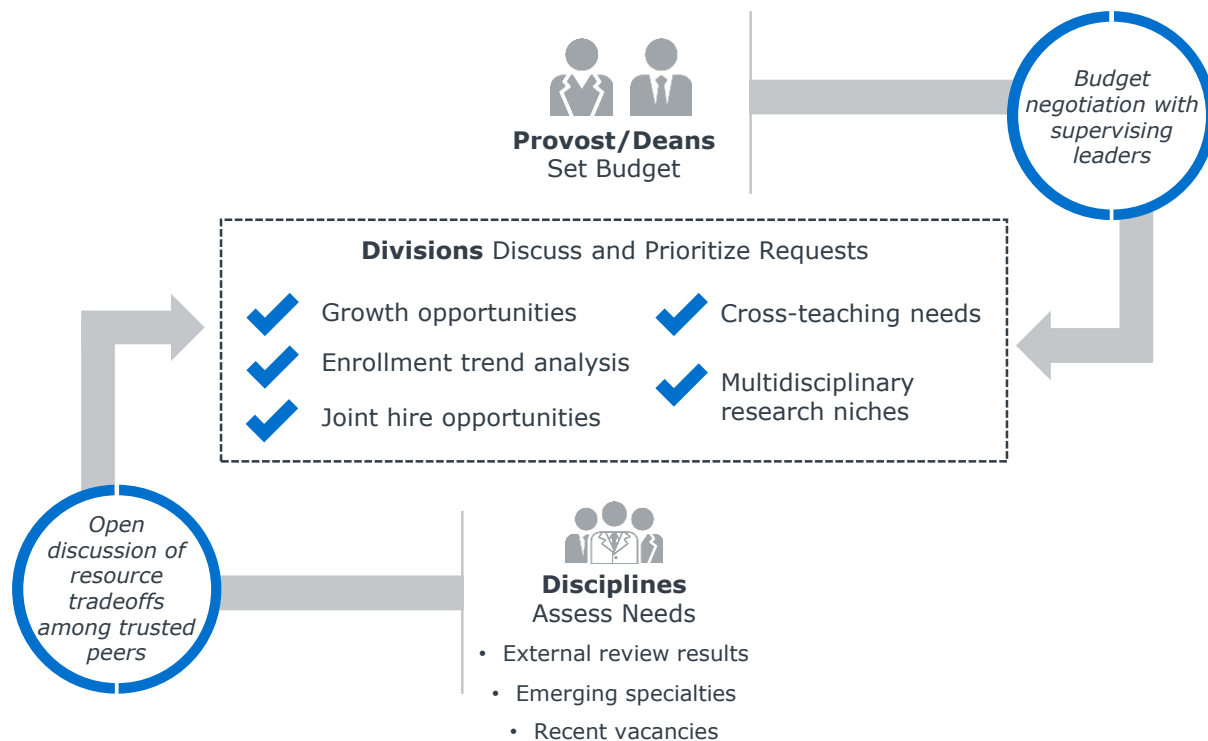 Provost/Deans
Set Budget
Budget
negotiation with
supervising
leaders
Divisions Discuss and Prioritize Requests
Growth opportunities
Enrollment trend analysis
Joint hire opportunities
Cross-teaching needs
Multidisciplinary
research niches
Open
discussion of
resource
tradeoffs
among trusted
peers
Disciplines
Assess Needs
• External review results
• Emerging specialties
• Recent vacancies